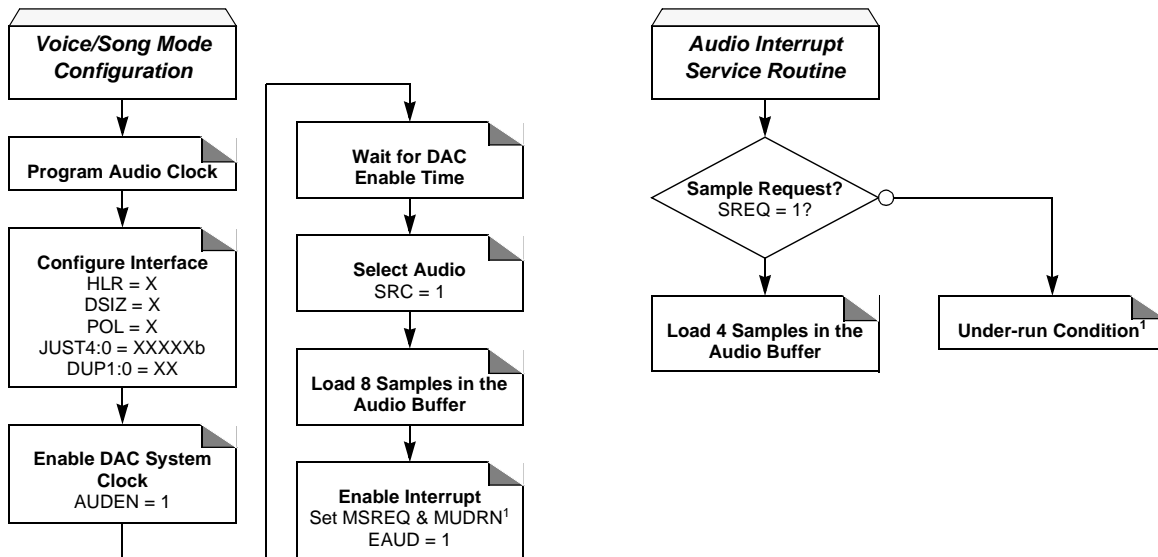 Voice/Song Mode
Configuration
Program Audio Clock
Configure Interface
HLR = X
DSIZ = X
POL = X
JUST4:0 = XXXXXb
DUP1:0 = XX
Enable DAC System
Clock
AUDEN = 1
Wait for DAC
Enable Time
Select Audio
SRC = 1
Load 8 Samples in the
Audio Buffer
Enable Interrupt
Set MSREQ & MUDRN¹
EAUD = 1
Audio Interrupt
Service Routine
Sample Request?
SREQ = 1?
Load 4 Samples in the
Audio Buffer
Under-run Condition¹